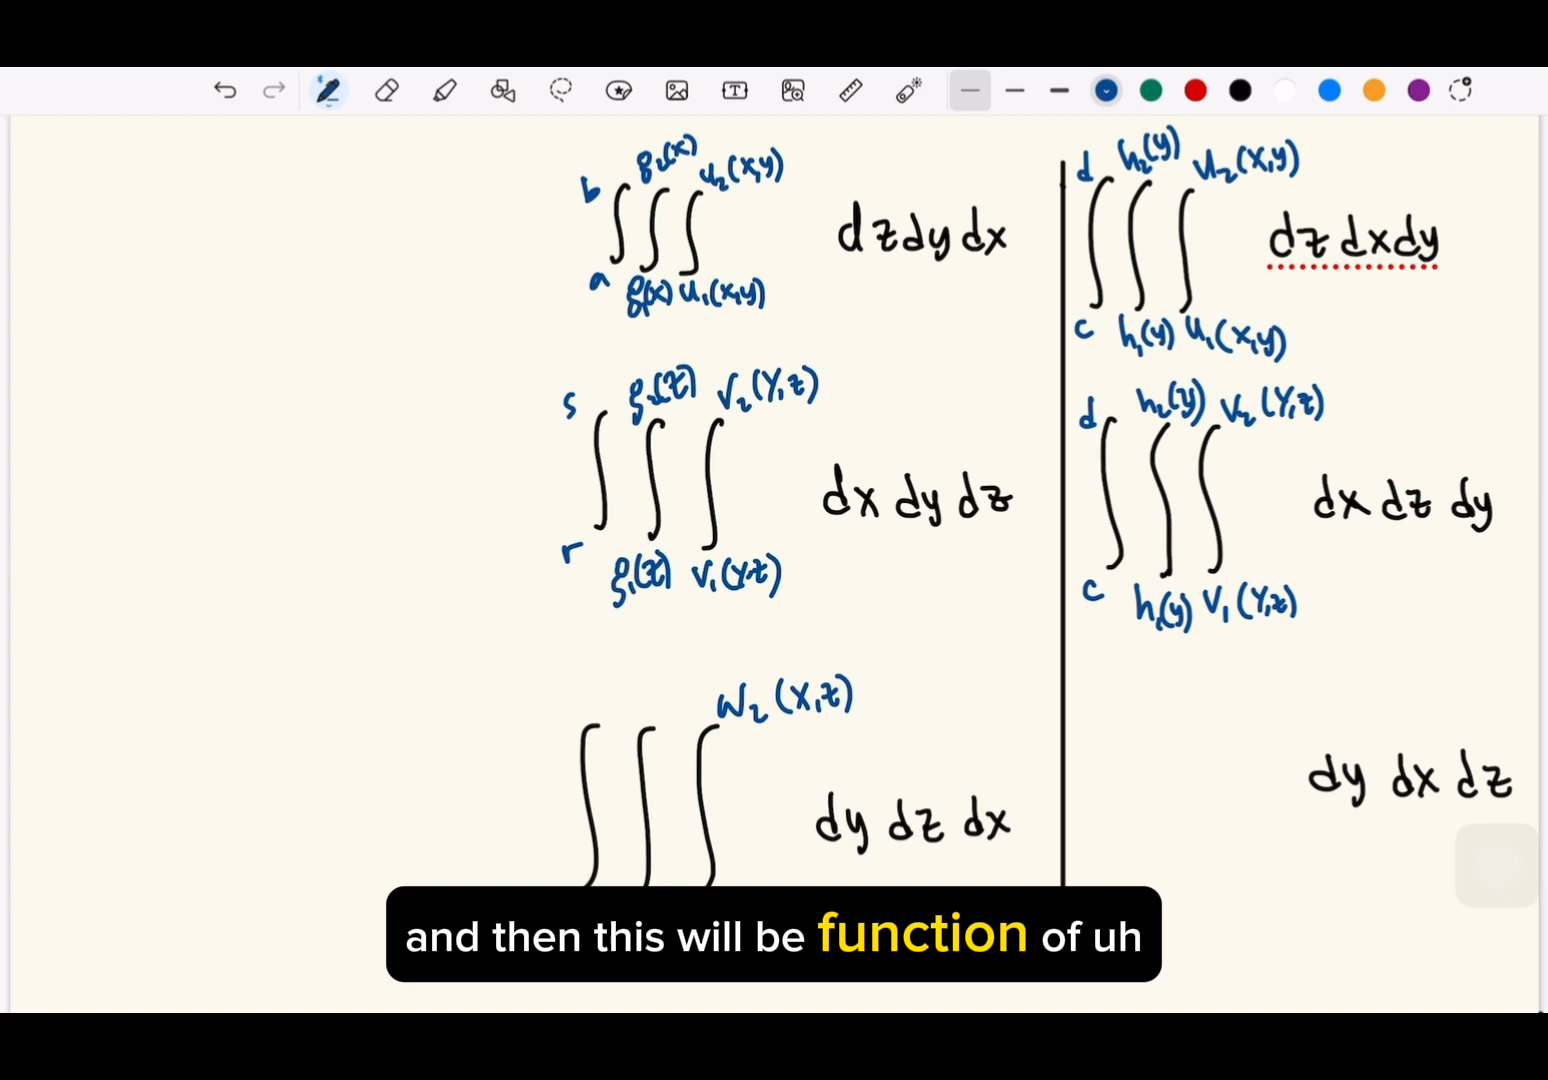 b g₂(x) u₂(x,y)
∫∫∫ dz dy dx
a g₁(x) u₁(x,y)
d h₂(y) u₂(x,y)
∫∫∫ dz dx dy
c h₁(y) u₁(x,y)
s g₂(z) v₂(y,z)
∫∫∫ dx dy dz
r g₁(z) v₁(y,z)
d h₂(y) v₂(y,z)
∫∫∫ dx dz dy
c h₁(y) v₁(y,z)
w₂(x,z)
∫∫∫ dy dz dx
dy dx dz
and then this will be function of uh